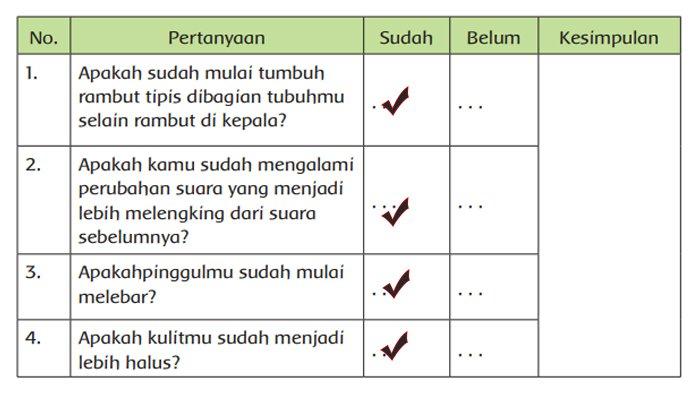 No. Pertanyaan Sudah Belum Kesimpulan
1. Apakah sudah mulai tumbuh
rambut tipis dibagian tubuhmu
selain rambut di kepala?
. . . ✔ . . .
2. Apakah kamu sudah mengalami
perubahan suara yang menjadi
lebih melengking dari suara
sebelumnya?
. . . ✔ . . .
3. Apakahpinggulmu sudah mulai
melebar?
. . . ✔ . . .
4. Apakah kulitmu sudah menjadi
lebih halus?
. . . ✔ . . .